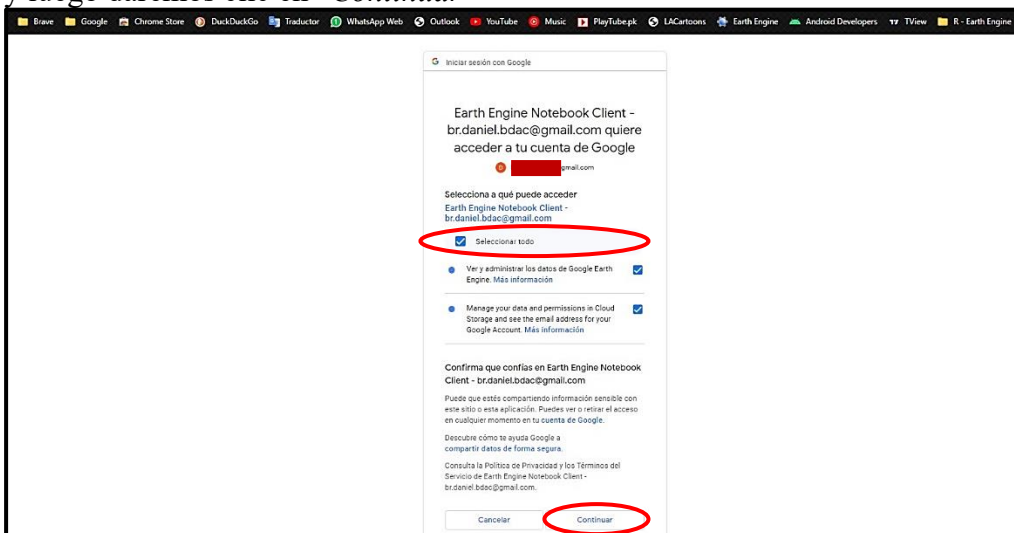 y luego daremos clic en "Continuar"
Brave Google Chrome Store DuckDuckGo Traductor WhatsApp Web Outlook YouTube Music PlayTube.pk LACartoons Earth Engine Android Developers TView R - Earth Engine
Iniciar sesión con Google
Earth Engine Notebook Client -
br.daniel.bdac@gmail.com quiere
acceder a tu cuenta de Google
gmail.com
Selecciona a qué puede acceder
Earth Engine Notebook Client -
br.daniel.bdac@gmail.com
Seleccionar todo
Ver y administrar los datos de Google Earth
Engine. Más información
Manage your data and permissions in Cloud
Storage and see the email address for your
Google Account. Más información
Confirma que confías en Earth Engine Notebook
Client - br.daniel.bdac@gmail.com
Puede que estés compartiendo información sensible con
este sitio o esta aplicación. Puedes ver o retirar el acceso
en cualquier momento en tu cuenta de Google.
Descubre cómo te ayuda Google a
compartir datos de forma segura.
Consulta la Política de Privacidad y los Términos del
Servicio de Earth Engine Notebook Client -
br.daniel.bdac@gmail.com.
Cancelar Continuar